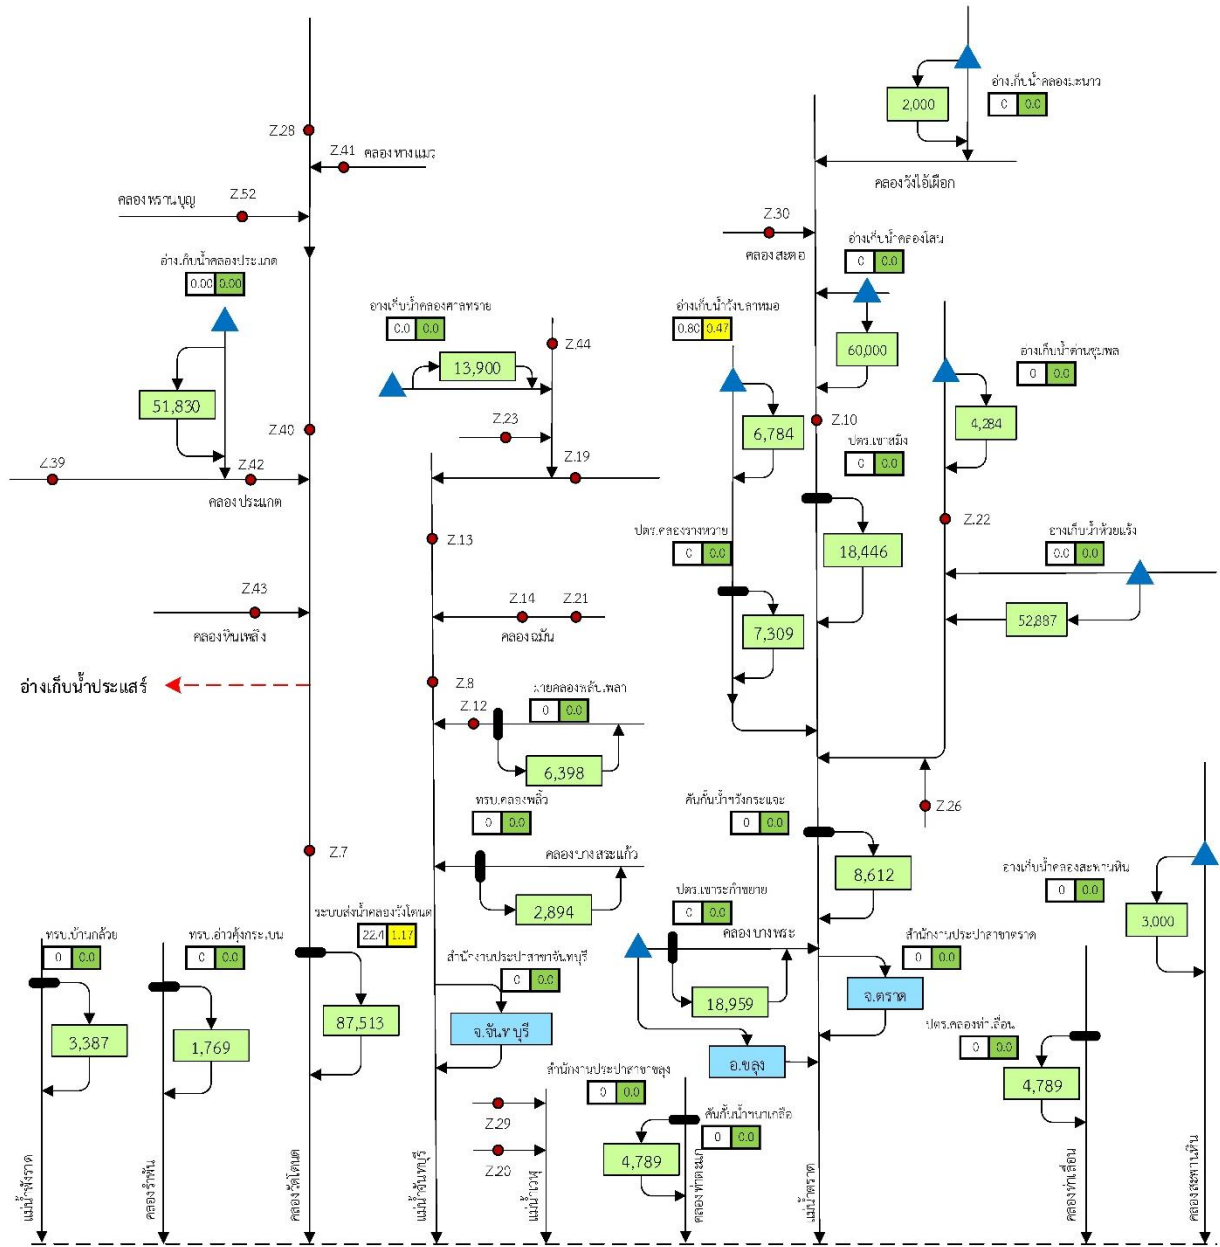 อ่างเก็บน้ำคลองมะนาว
0 0.0
2,000
Z.28
Z.41 คลองหางแมว
คลองวังไอ้เผือก
คลองพรานบุญ
Z.52
Z.30
คลองสะตอ
อ่างเก็บน้ำคลองโสน
0 0.0
อ่างเก็บน้ำคลองประแกด
0.00 0.00
อ่างเก็บน้ำคลองศาลทราย
0.0 0.0
อ่างเก็บน้ำวังปลาหมอ
0.80 0.47
Z.44
60,000
อ่างเก็บน้ำด่านชุมพล
0 0.0
13,900
51,830
Z.40
Z.23
6,784
Z.10
4,284
ปตร.เขาสมิง
0 0.0
Z.39
Z.42
คลองประแกต
Z.19
Z.13
ปตร.คลองรางหวาย
0 0.0
18,446
Z.22
อ่างเก็บน้ำห้วยแร้ง
0.0 0.0
Z.43
คลองหินเพลิง
Z.14
Z.21
คลองฉมัน
7,309
52,887
อ่างเก็บน้ำประแสร์
Z.8
Z.12
0 0.0
6,398
ทรบ.คลองพลิ้ว
0 0.0
คันกั้นน้ำฯวังกระแจะ
0 0.0
Z.26
Z.7
คลองบางสระแก้ว
2,894
8,612
อ่างเก็บน้ำคลองสะพานหิน
0 0.0
3,000
ปตร.เขาระกำขยาย
0 0.0
คลองบางพระ
ทรบ.บ้านกล้วย
0 0.0
ทรบ.อ่าวคุ้งกระเบน
0 0.0
ระบบส่งน้ำคลองวังโตนด
22.4 1.17
สำนักงานประปาสาขาจันทบุรี
0 0.0
สำนักงานประปาสาขาตราด
0 0.0
3,387
1,769
87,513
จ.จันทบุรี
18,959
จ.ตราด
ปตร.คลองท่าเลื่อน
0 0.0
อ.ขลุง
สำนักงานประปาสาขาขลุง
0 0.0
4,789
Z.29
Z.20
คันกั้นน้ำฯนาเกลือ
0 0.0
4,789
แม่น้ำพังราด
คลองรำพัน
คลองวังโตนด
แม่น้ำจันทบุรี
แม่น้ำเวฬุ
คลองท่าตะเภา
แม่น้ำตราด
คลองท่าเลื่อน
คลองสะพานหิน